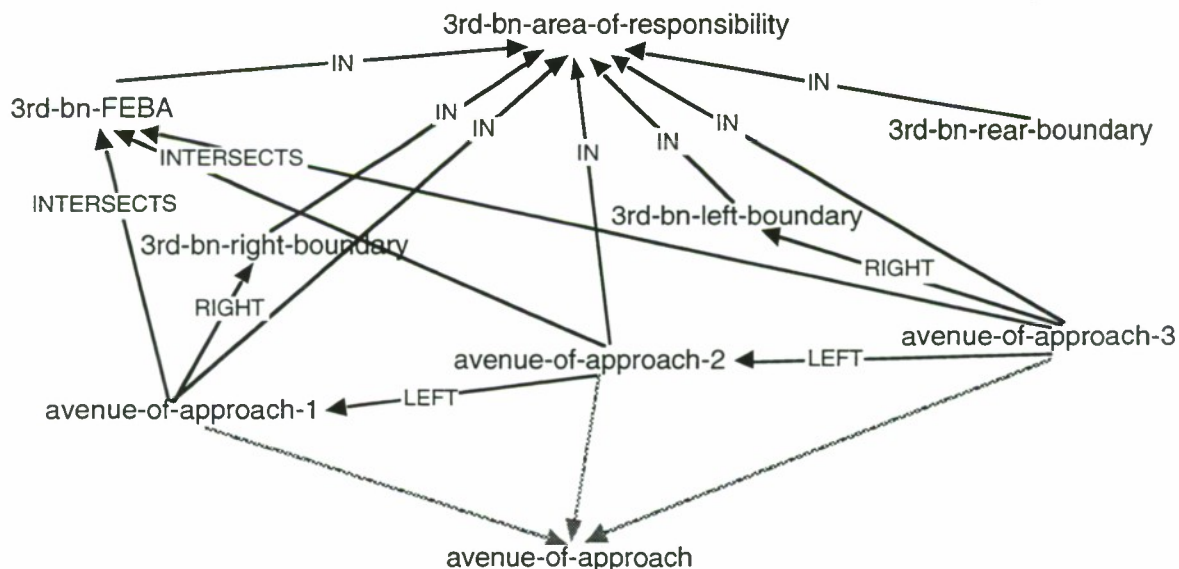 3rd-bn-area-of-responsibility
IN
IN
3rd-bn-FEBA
IN
IN
IN
IN
IN
3rd-bn-rear-boundary
INTERSECTS
INTERSECTS
3rd-bn-left-boundary
3rd-bn-right-boundary
RIGHT
RIGHT
avenue-of-approach-3
avenue-of-approach-2
LEFT
LEFT
avenue-of-approach-1
avenue-of-approach